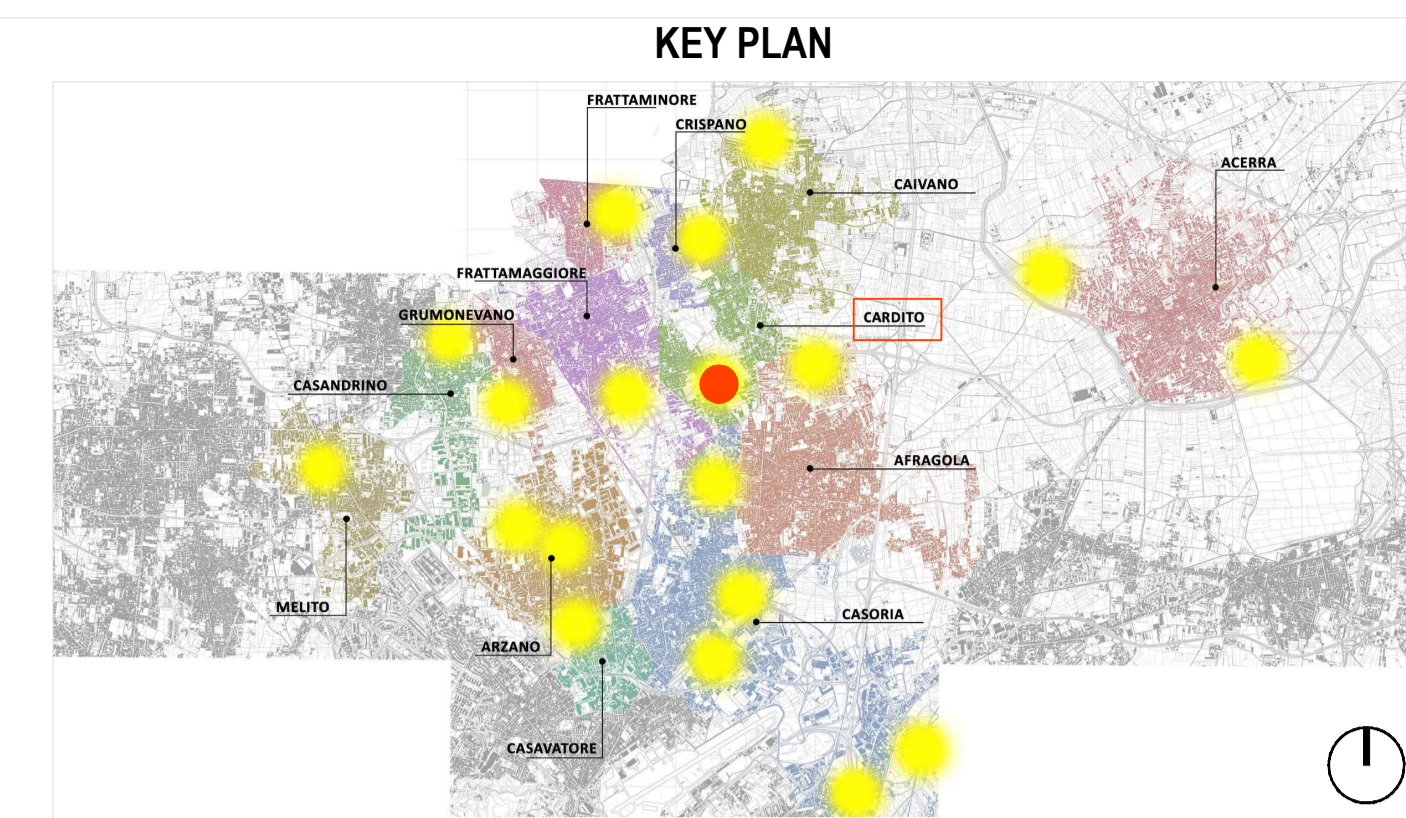 KEY PLAN
FRATTAMINORE
CRISPANO
ACERRA
CAIVANO
FRATTAMAGGIORE
GRUMONEVANO
CARDITO
CASANDRINO
AFRAGOLA
MELITO
CASORIA
ARZANO
CASAVATORE